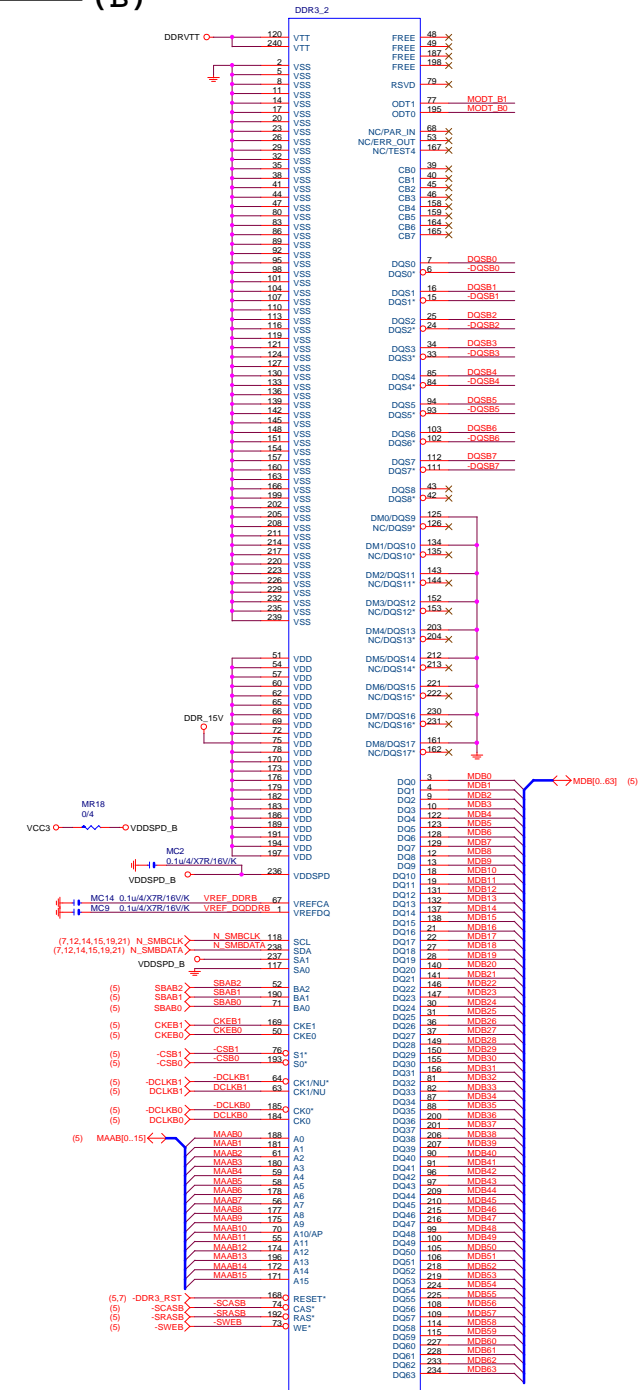 (B)
DDR3_2
DDRVTT
120 VTT
240 VTT
2 VSS
5 VSS
8 VSS
11 VSS
14 VSS
17 VSS
20 VSS
23 VSS
26 VSS
29 VSS
32 VSS
35 VSS
38 VSS
41 VSS
44 VSS
47 VSS
80 VSS
83 VSS
86 VSS
89 VSS
92 VSS
95 VSS
98 VSS
101 VSS
104 VSS
107 VSS
110 VSS
113 VSS
116 VSS
119 VSS
121 VSS
124 VSS
127 VSS
130 VSS
133 VSS
136 VSS
139 VSS
142 VSS
145 VSS
148 VSS
151 VSS
154 VSS
157 VSS
160 VSS
163 VSS
166 VSS
199 VSS
202 VSS
205 VSS
208 VSS
211 VSS
214 VSS
217 VSS
220 VSS
223 VSS
226 VSS
229 VSS
232 VSS
235 VSS
239 VSS
DDR_15V
51 VDD
54 VDD
57 VDD
60 VDD
62 VDD
65 VDD
66 VDD
69 VDD
72 VDD
75 VDD
78 VDD
170 VDD
173 VDD
176 VDD
179 VDD
182 VDD
183 VDD
186 VDD
189 VDD
191 VDD
194 VDD
197 VDD
MR18
0/4
VCC3 VDDSPD_B
MC2
0.1u/4/X7R/16V/K
VDDSPD_B 236 VDDSPD
MC14 0.1u/4/X7R/16V/K VREF_DDRB 67 VREFCA
MC9 0.1u/4/X7R/16V/K VREF_DQDDRB 1 VREFDQ
(7,12,14,15,19,21) N_SMBCLK N_SMBCLK 118 SCL
(7,12,14,15,19,21) N_SMBDATA N_SMBDATA 238 SDA
VDDSPD_B 237 SA1
117 SA0
(5) SBAB2 SBAB2 52 BA2
(5) SBAB1 SBAB1 190 BA1
(5) SBAB0 SBAB0 71 BA0
(5) CKEB1 CKEB1 169 CKE1
(5) CKEB0 CKEB0 50 CKE0
(5) -CSB1 -CSB1 76 S1*
(5) -CSB0 -CSB0 193 S0*
(5) -DCLKB1 -DCLKB1 64 CK1/NU*
(5) DCLKB1 DCLKB1 63 CK1/NU
(5) -DCLKB0 -DCLKB0 185 CK0*
(5) DCLKB0 DCLKB0 184 CK0
(5) MAAB[0..15]
MAAB0 188 A0
MAAB1 181 A1
MAAB2 61 A2
MAAB3 180 A3
MAAB4 59 A4
MAAB5 58 A5
MAAB6 178 A6
MAAB7 56 A7
MAAB8 177 A8
MAAB9 175 A9
MAAB10 70 A10/AP
MAAB11 55 A11
MAAB12 174 A12
MAAB13 196 A13
MAAB14 172 A14
MAAB15 171 A15
(5,7) -DDR3_RST 168 RESET*
(5) -SCASB -SCASB 74 CAS*
(5) -SRASB -SRASB 192 RAS*
(5) -SWEB -SWEB 73 WE*
FREE 48
FREE 49
FREE 187
FREE 198
RSVD 79
ODT1 77 MODT_B1
ODT0 195 MODT_B0
NC/PAR_IN 68
NC/ERR_OUT 53
NC/TEST4 167
CB0 39
CB1 40
CB2 45
CB3 46
CB4 158
CB5 159
CB6 164
CB7 165
DQS0 7 DQSB0
DQS0* 6 -DQSB0
DQS1 16 DQSB1
DQS1* 15 -DQSB1
DQS2 25 DQSB2
DQS2* 24 -DQSB2
DQS3 34 DQSB3
DQS3* 33 -DQSB3
DQS4 85 DQSB4
DQS4* 84 -DQSB4
DQS5 94 DQSB5
DQS5* 93 -DQSB5
DQS6 103 DQSB6
DQS6* 102 -DQSB6
DQS7 112 DQSB7
DQS7* 111 -DQSB7
DQS8 43
DQS8* 42
DM0/DQS9 125
NC/DQS9* 126
DM1/DQS10 134
NC/DQS10* 135
DM2/DQS11 143
NC/DQS11* 144
DM3/DQS12 152
NC/DQS12* 153
DM4/DQS13 203
NC/DQS13* 204
DM5/DQS14 212
NC/DQS14* 213
DM6/DQS15 221
NC/DQS15* 222
DM7/DQS16 230
NC/DQS16* 231
DM8/DQS17 161
NC/DQS17* 162
DQ0 3 MDB0
MDB[0..63] (5)
DQ1 4 MDB1
DQ2 9 MDB2
DQ3 10 MDB3
DQ4 122 MDB4
DQ5 123 MDB5
DQ6 128 MDB6
DQ7 129 MDB7
DQ8 12 MDB8
DQ9 13 MDB9
DQ10 18 MDB10
DQ11 19 MDB11
DQ12 131 MDB12
DQ13 132 MDB13
DQ14 137 MDB14
DQ15 138 MDB15
DQ16 21 MDB16
DQ17 22 MDB17
DQ18 27 MDB18
DQ19 28 MDB19
DQ20 140 MDB20
DQ21 141 MDB21
DQ22 146 MDB22
DQ23 147 MDB23
DQ24 30 MDB24
DQ25 31 MDB25
DQ26 36 MDB26
DQ27 37 MDB27
DQ28 149 MDB28
DQ29 150 MDB29
DQ30 155 MDB30
DQ31 156 MDB31
DQ32 81 MDB32
DQ33 82 MDB33
DQ34 87 MDB34
DQ35 88 MDB35
DQ36 200 MDB36
DQ37 201 MDB37
DQ38 206 MDB38
DQ39 207 MDB39
DQ40 90 MDB40
DQ41 91 MDB41
DQ42 96 MDB42
DQ43 97 MDB43
DQ44 209 MDB44
DQ45 210 MDB45
DQ46 215 MDB46
DQ47 216 MDB47
DQ48 99 MDB48
DQ49 100 MDB49
DQ50 105 MDB50
DQ51 106 MDB51
DQ52 218 MDB52
DQ53 219 MDB53
DQ54 224 MDB54
DQ55 225 MDB55
DQ56 108 MDB56
DQ57 109 MDB57
DQ58 114 MDB58
DQ59 115 MDB59
DQ60 227 MDB60
DQ61 228 MDB61
DQ62 233 MDB62
DQ63 234 MDB63